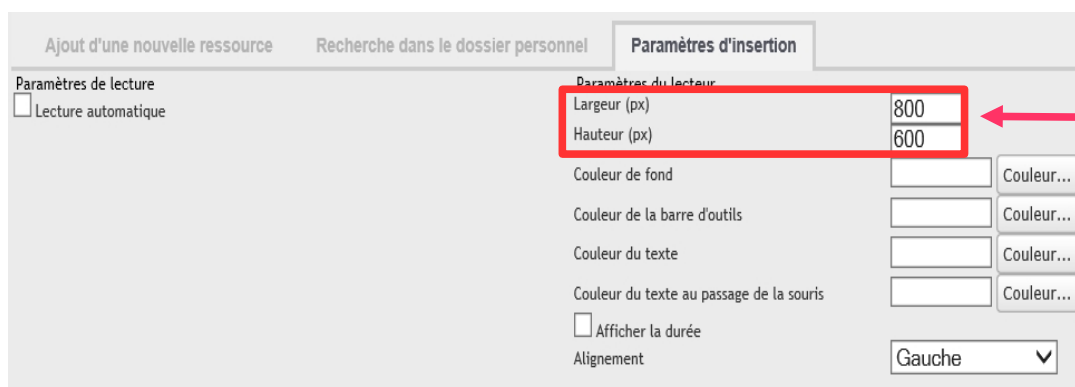 Ajout d'une nouvelle ressource Recherche dans le dossier personnel Paramètres d'insertion
Paramètres de lecture
Lecture automatique
Paramètres du lecteur
Largeur (px) 800
Hauteur (px) 600
Couleur de fond Couleur...
Couleur de la barre d'outils Couleur...
Couleur du texte Couleur...
Couleur du texte au passage de la souris Couleur...
Afficher la durée
Alignement Gauche